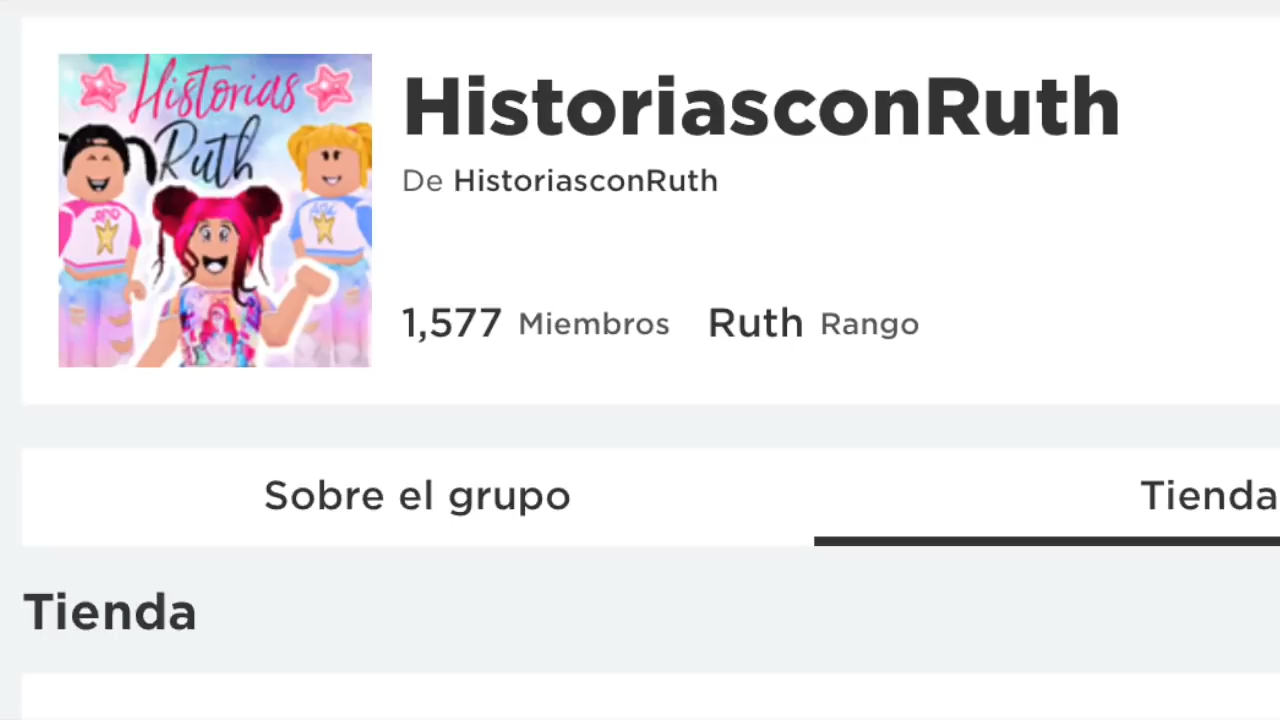 Historias
Ruth
HistoriasconRuth
De HistoriasconRuth
1,577 Miembros Ruth Rango
Sobre el grupo
Tienda
Tienda